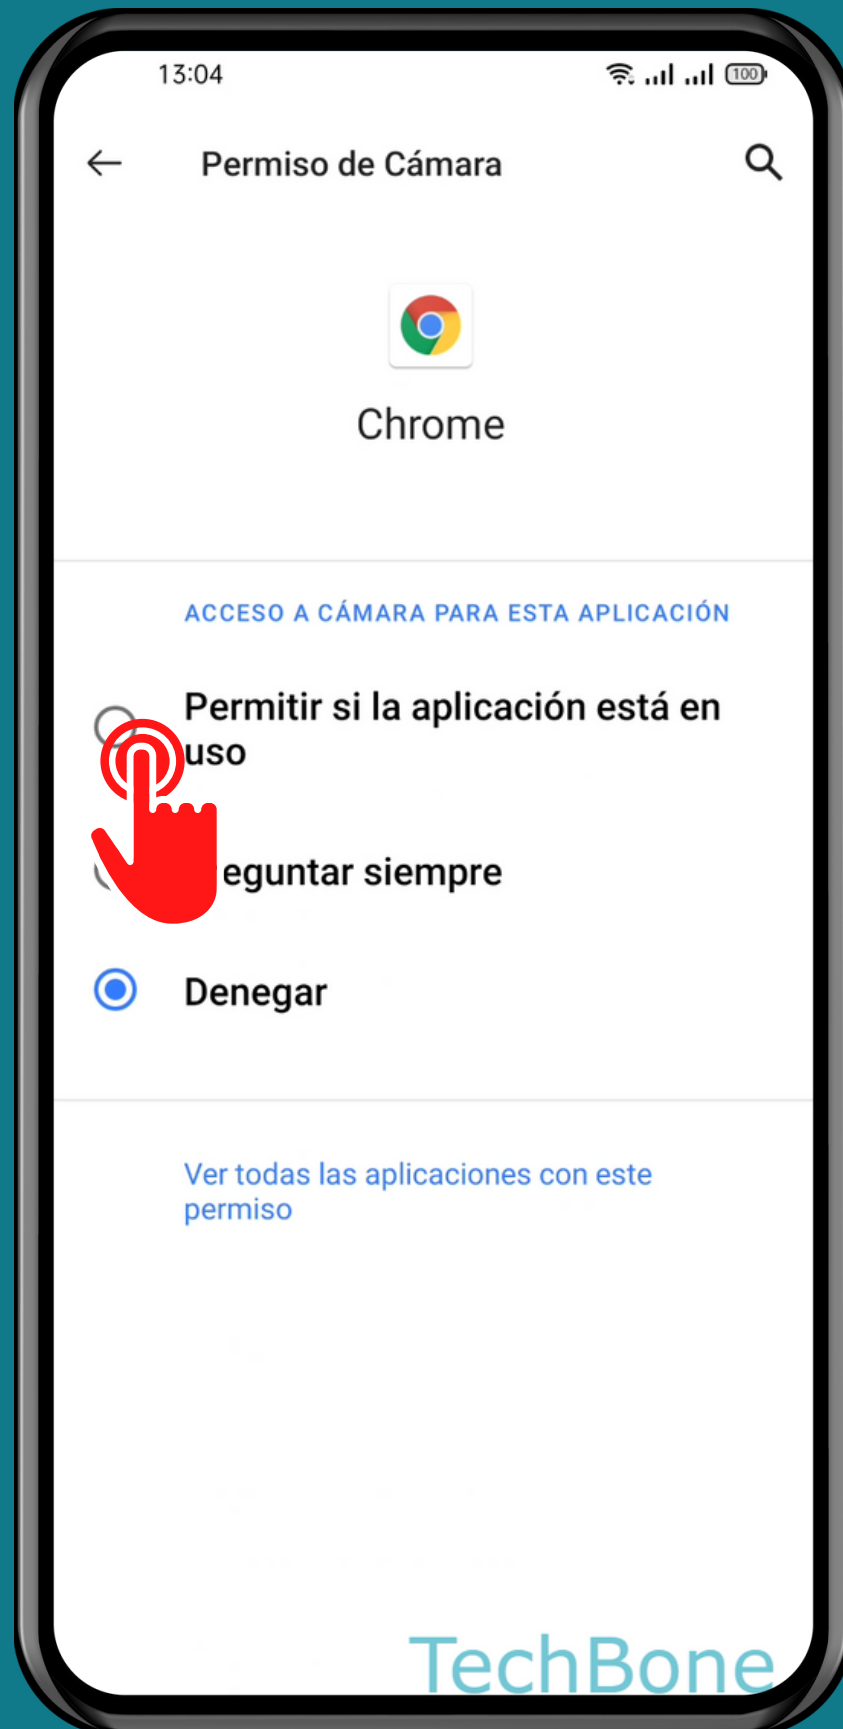 13:04
100
Permiso de Cámara
Chrome
ACCESO A CÁMARA PARA ESTA APLICACIÓN
Permitir si la aplicación está en
uso
reguntar siempre
Denegar
Ver todas las aplicaciones con este
permiso
TechBone